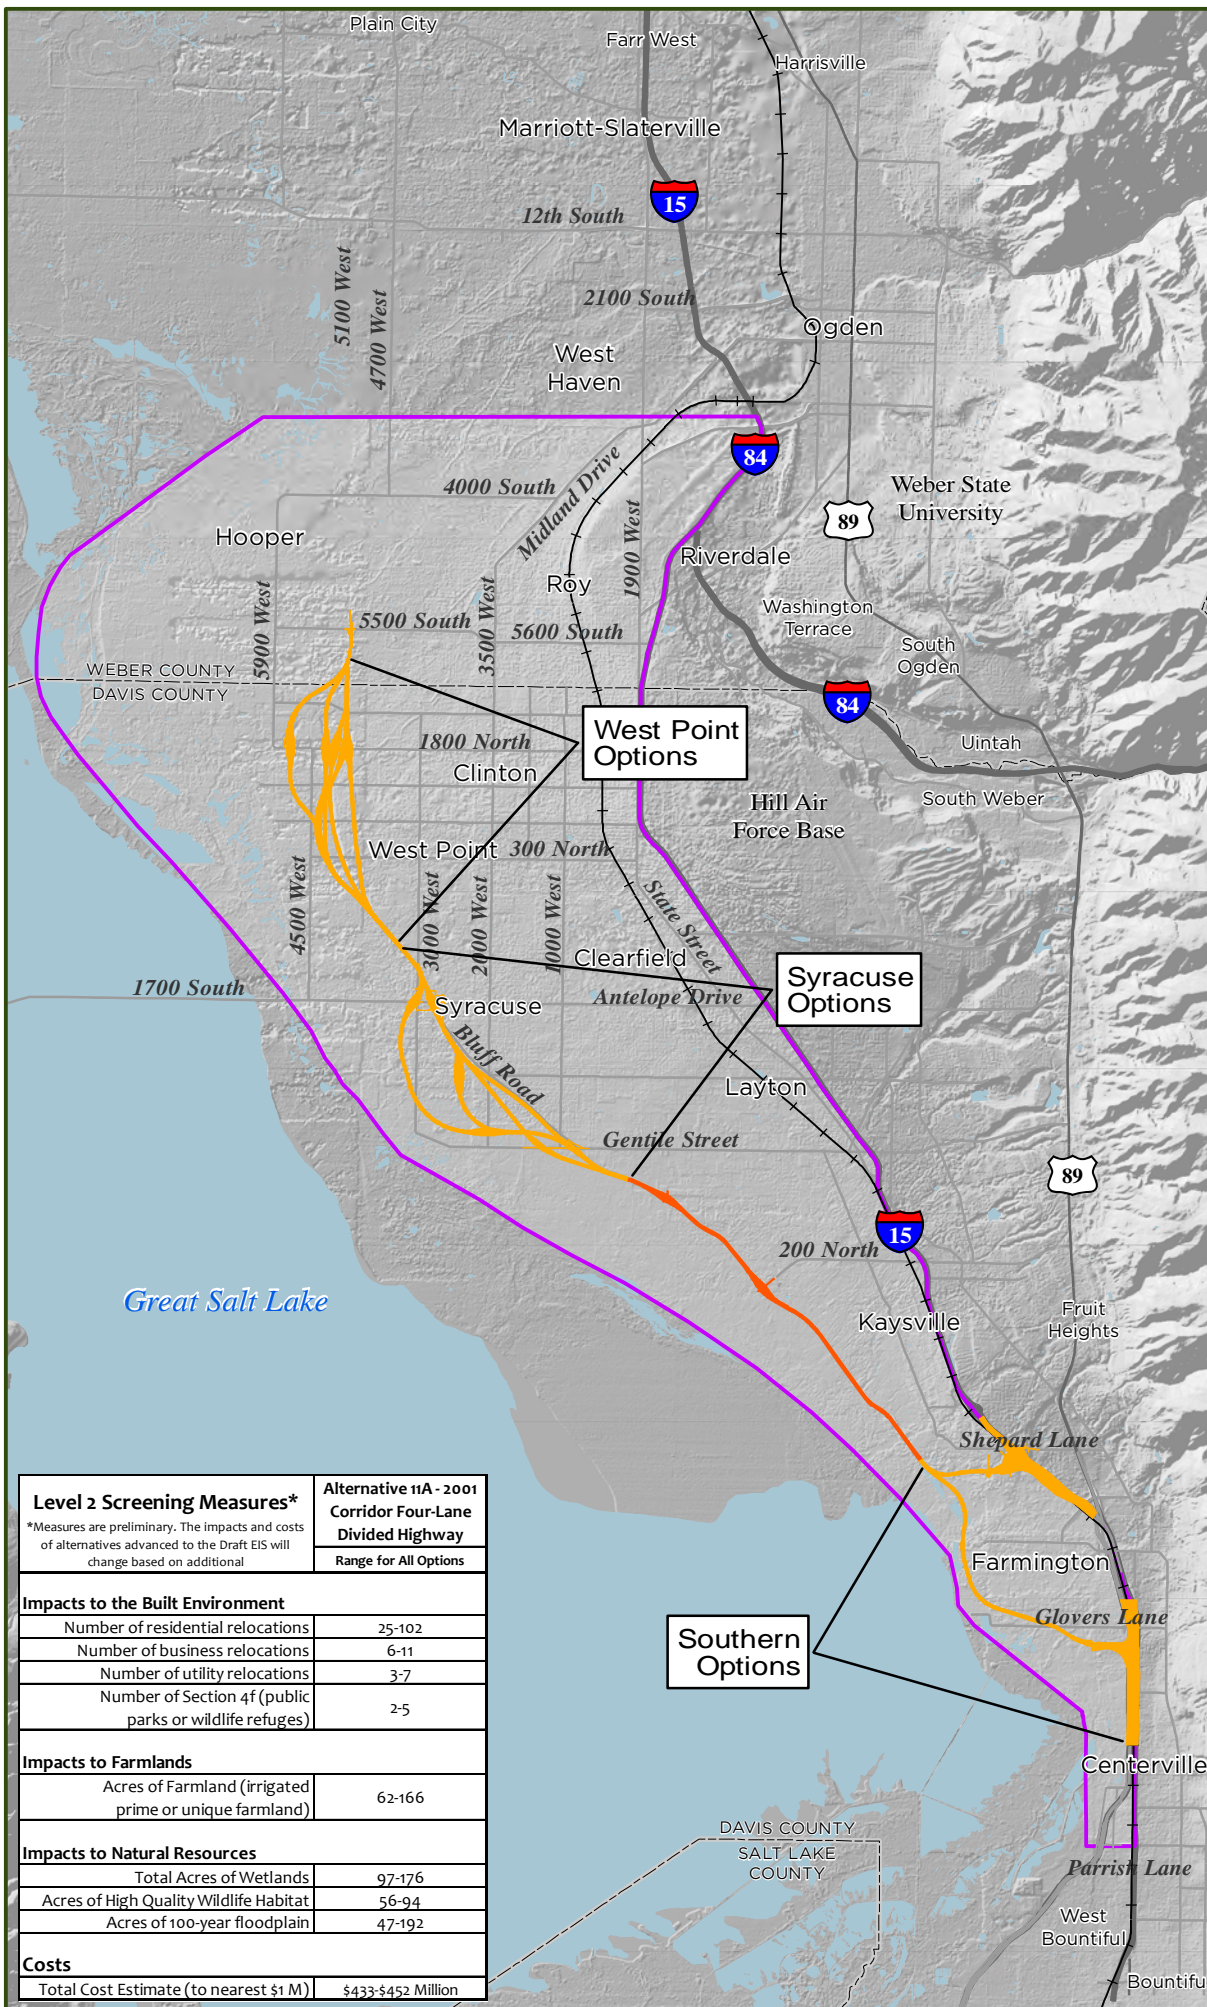 Plain City
Farr West
Harrisville
Marriott-Slaterville
15
12th South
5100 West
4700 West
2100 South
Ogden
West
Haven
84
Midland Drive
4000 South
Weber State
University
89
1900 West
Hooper
Riverdale
Roy
5900 West
3500 West
Washington
Terrace
5500 South
5600 South
South
Ogden
WEBER COUNTY
DAVIS COUNTY
84
West Point
Options
1800 North
Uintah
Clinton
South Weber
Hill Air
Force Base
West Point
300 North
4500 West
3000 West
2000 West
1000 West
State Street
Clearfield
Syracuse
Options
1700 South
Antelope Drive
Syracuse
Bluff Road
Layton
Gentile Street
89
15
200 North
Great Salt Lake
Kaysville
Fruit
Heights
Shepard Lane
Farmington
Glovers Lane
Southern
Options
Centerville
DAVIS COUNTY
SALT LAKE
COUNTY
Parrish Lane
West
Bountiful
Bountifu
Level 2 Screening Measures*
*Measures are preliminary. The impacts and costs
of alternatives advanced to the Draft EIS will
change based on additional
Alternative 11A - 2001
Corridor Four-Lane
Divided Highway
Range for All Options
Impacts to the Built Environment
Number of residential relocations 25-102
Number of business relocations 6-11
Number of utility relocations 3-7
Number of Section 4f (public
parks or wildlife refuges) 2-5
Impacts to Farmlands
Acres of Farmland (irrigated
prime or unique farmland) 62-166
Impacts to Natural Resources
Total Acres of Wetlands 97-176
Acres of High Quality Wildlife Habitat 56-94
Acres of 100-year floodplain 47-192
Costs
Total Cost Estimate (to nearest $1 M) $433-$452 Million